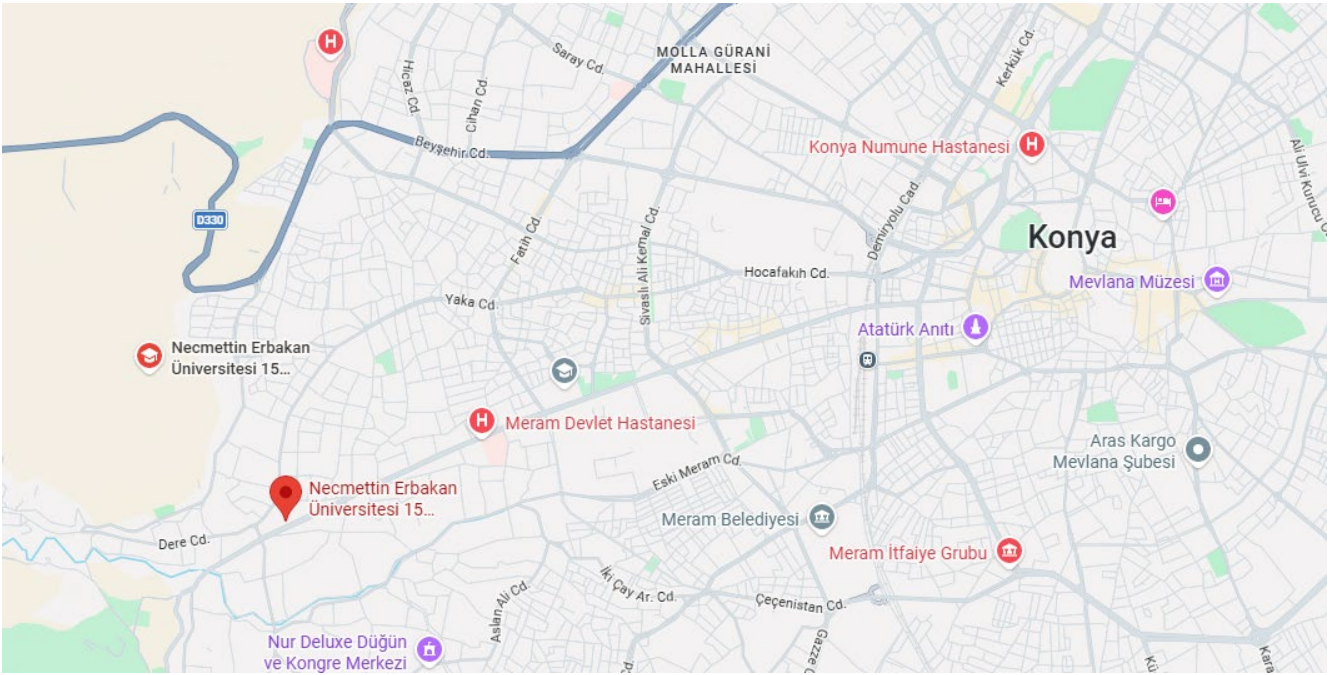 H
Saray Cd.
MOLLA GÜRANİ
MAHALLESİ
Kerkük Cd.
Hicaz Cd.
Cihan Cd.
Beyşehir Cd.
Konya Numune Hastanesi H
Ali Ulvi Kurucu C
D330
Fatih Cd.
Sivaslı Ali Kemal Cd.
Demiryolu Cad.
Konya
Hocafakıh Cd.
Mevlana Müzesi
Yaka Cd.
Atatürk Anıtı
Necmettin Erbakan
Üniversitesi 15...
H Meram Devlet Hastanesi
Aras Kargo
Mevlana Şubesi
Eski Meram Cd.
Necmettin Erbakan
Üniversitesi 15...
Meram Belediyesi
Dere Cd.
Meram İtfaiye Grubu
İki Çay Ar. Cd.
Aslan Ali Cd.
Çeçenistan Cd.
Nur Deluxe Düğün
ve Kongre Merkezi
Cd.
Gazze C
Kü
Kara